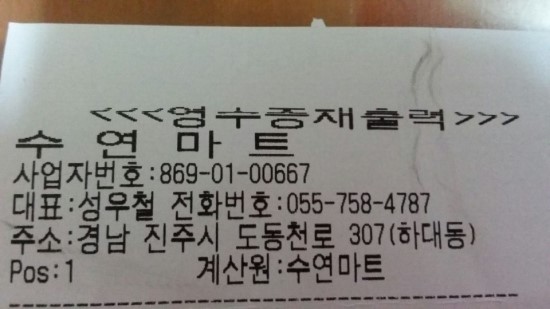 <<<영수증재출력>>>
수 연 마 트
사업자번호:869-01-00667
대표:성우철 전화번호:055-758-4787
주소:경남 진주시 도동천로 307(하대동)
Pos:1 계산원:수연마트